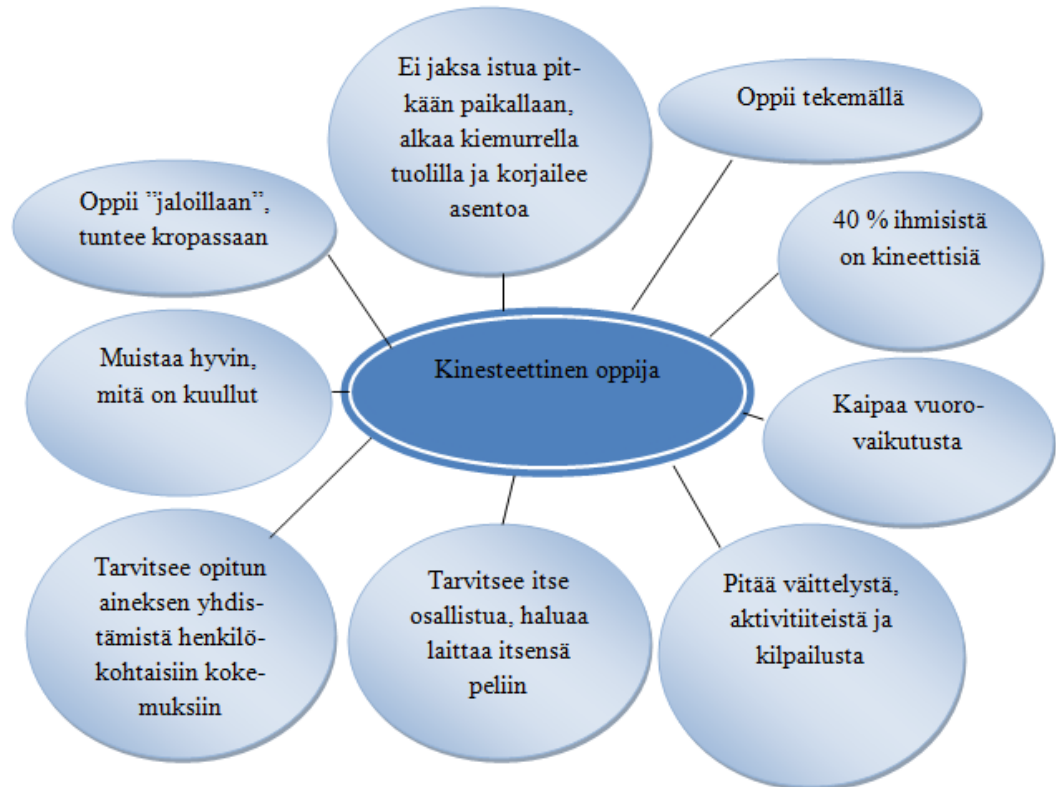 Ei jaksa istua pit-
kään paikallaan,
alkaa kiemurrella
tuolilla ja korjailee
asentoa
Oppii tekemällä
Oppii ”jaloillaan”,
tuntee kropassaan
40 % ihmisistä
on kineettisiä
Muistaa hyvin,
mitä on kuullut
Kinesteettinen oppija
Kaipaa vuoro-
vaikutusta
Tarvitsee opitun
aineksen yhdis-
tämistä henkilö-
kohtaisiin koke-
muksiin
Tarvitsee itse
osallistua, haluaa
laittaa itsensä
peliin
Pitää väittelystä,
aktivitiiteistä ja
kilpailusta